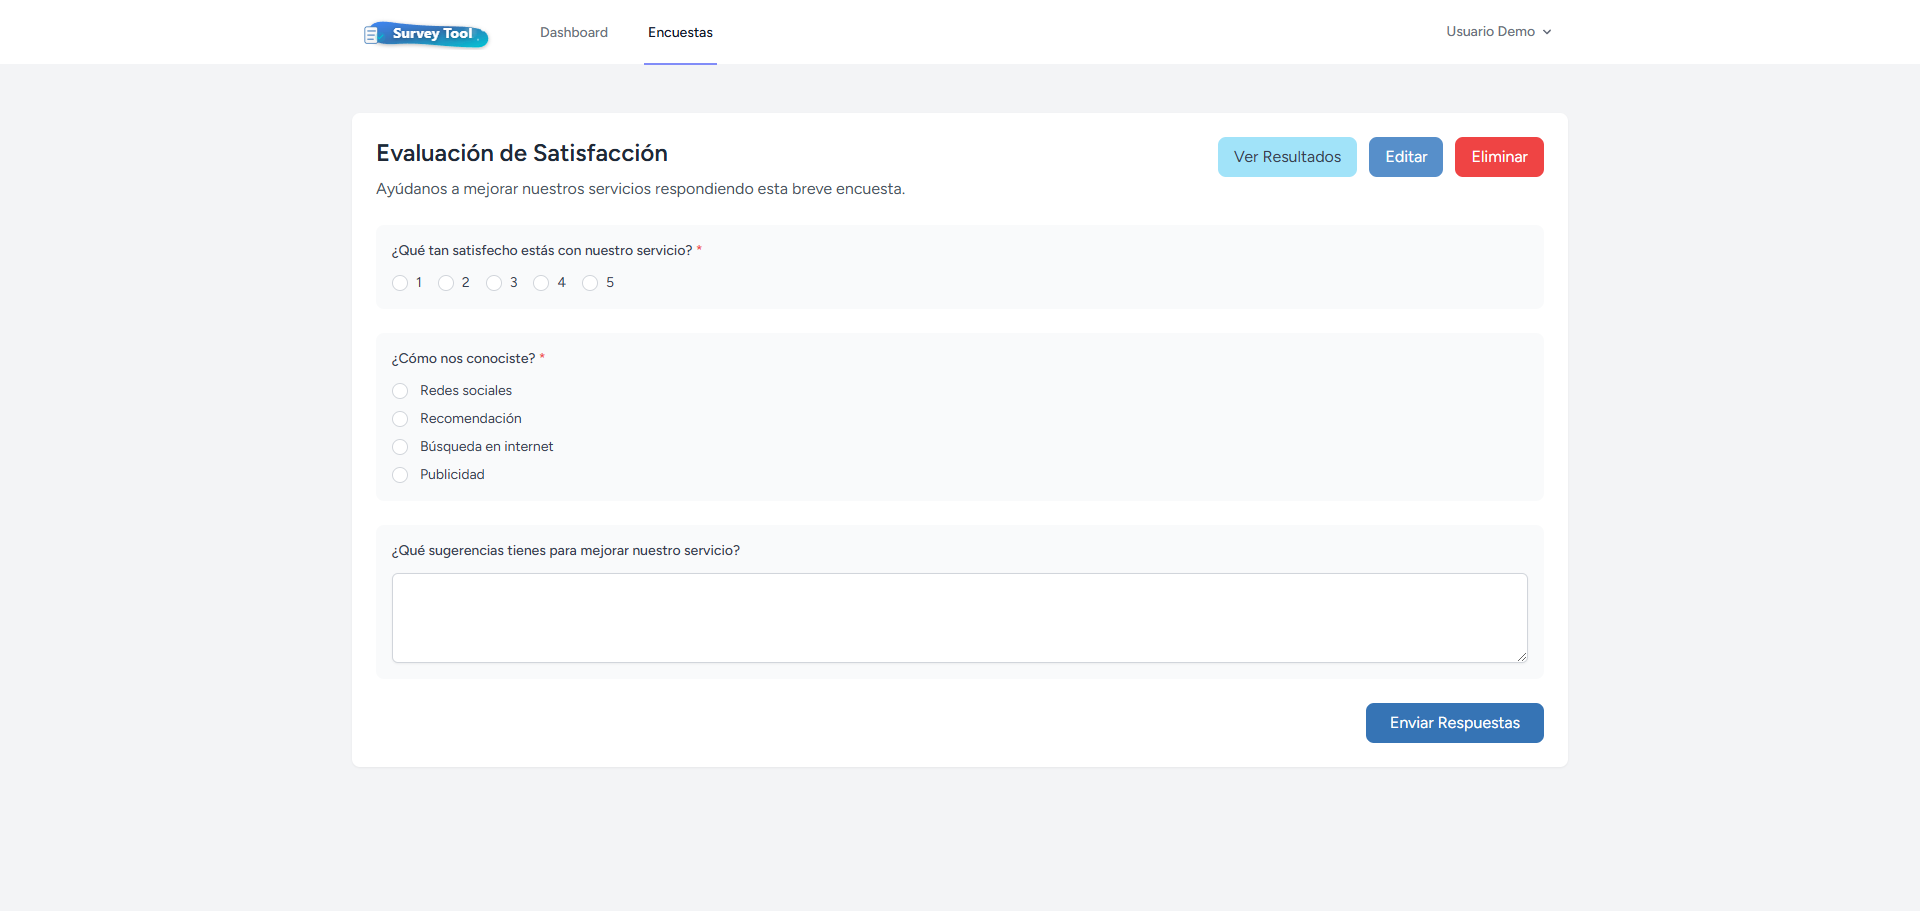 Survey Tool
Dashboard
Encuestas
Usuario Demo
Evaluación de Satisfacción
Ver Resultados
Editar
Eliminar
Ayúdanos a mejorar nuestros servicios respondiendo esta breve encuesta.
¿Qué tan satisfecho estás con nuestro servicio? *
1 2 3 4 5
¿Cómo nos conociste? *
Redes sociales
Recomendación
Búsqueda en internet
Publicidad
¿Qué sugerencias tienes para mejorar nuestro servicio?
Enviar Respuestas